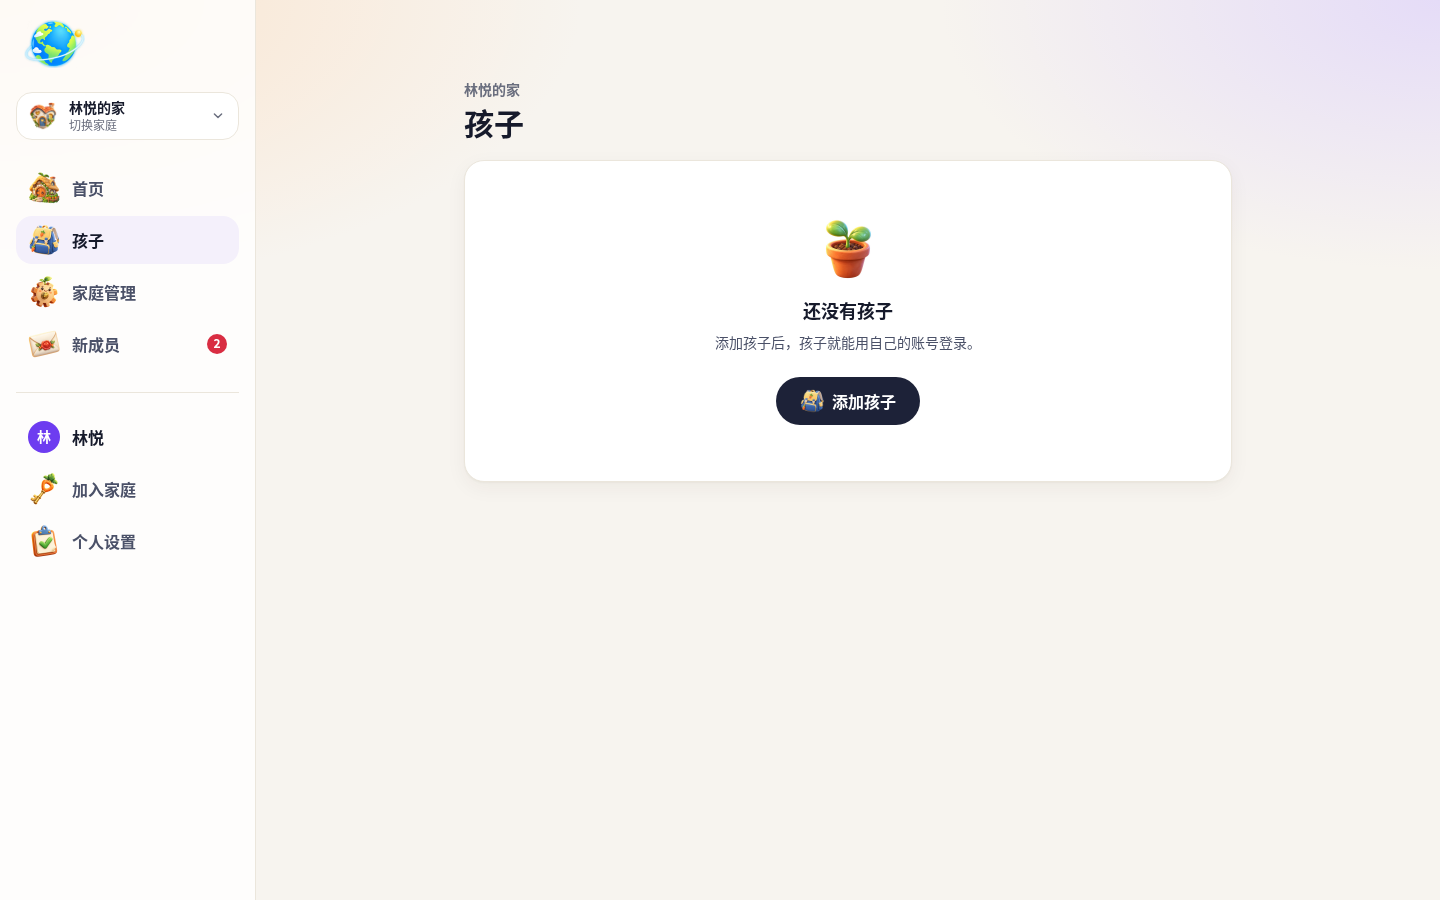 林悦的家
切换家庭
首页
孩子
家庭管理
新成员
2
林
林悦
加入家庭
个人设置
林悦的家
孩子
还没有孩子
添加孩子后，孩子就能用自己的账号登录。
添加孩子